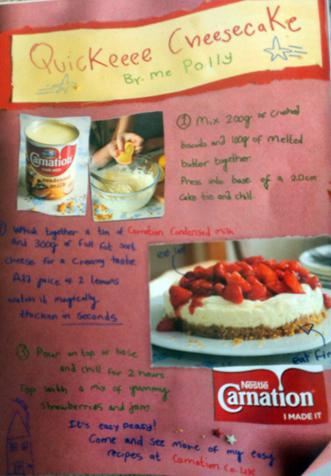 Quickeeee Cheesecake
By. me Polly
① Mix 200g of crushed
biscuits and 100g of melted
butter together.
Press into base of a 20cm
cake tin and chill.
Carnation
② Whisk together a tin of Carnation Condensed milk
and 300g of full fat soft
cheese for a creamy taste.
Add juice of 2 lemons
watch it magically
thicken in seconds
③ Pour on top of base
and chill for 2 hours.
Top with a mix of yummy
strawberries and jam.
Nestlé
Carnation
I MADE IT
It's easy peasy!
Come and see more of my easy
recipes at Carnation.co.uk